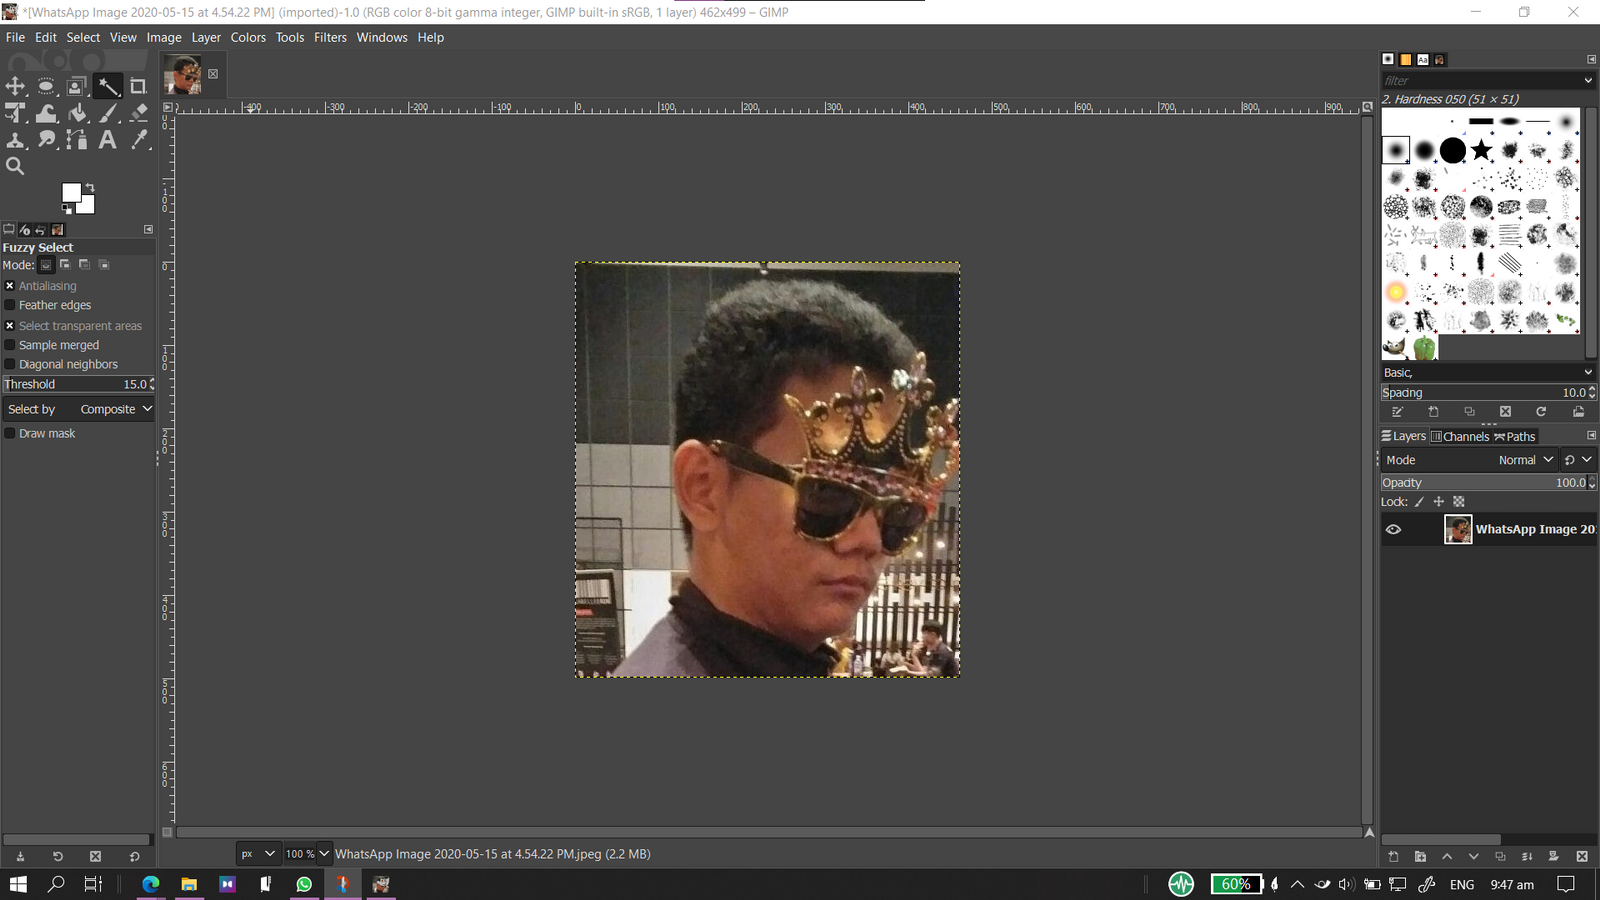 *[WhatsApp Image 2020-05-15 at 4.54.22 PM] (imported)-1.0 (RGB color 8-bit gamma integer, GIMP built-in sRGB, 1 layer) 462x499 – GIMP
File Edit Select View Image Layer Colors Tools Filters Windows Help
filter
2. Hardness 050 (51 × 51)
-400 -300 -200 -100 0 100 200 300 400 500 600 700 800 900
Fuzzy Select
Mode:
Antialiasing
Feather edges
Select transparent areas
Sample merged
Diagonal neighbors
Threshold 15.0
Select by Composite
Draw mask
Basic,
Spacing 10.0
Layers Channels Paths
Mode Normal
Opacity 100.0
Lock:
WhatsApp Image 20
px 100 % WhatsApp Image 2020-05-15 at 4.54.22 PM.jpeg (2.2 MB)
60% ENG 9:47 am